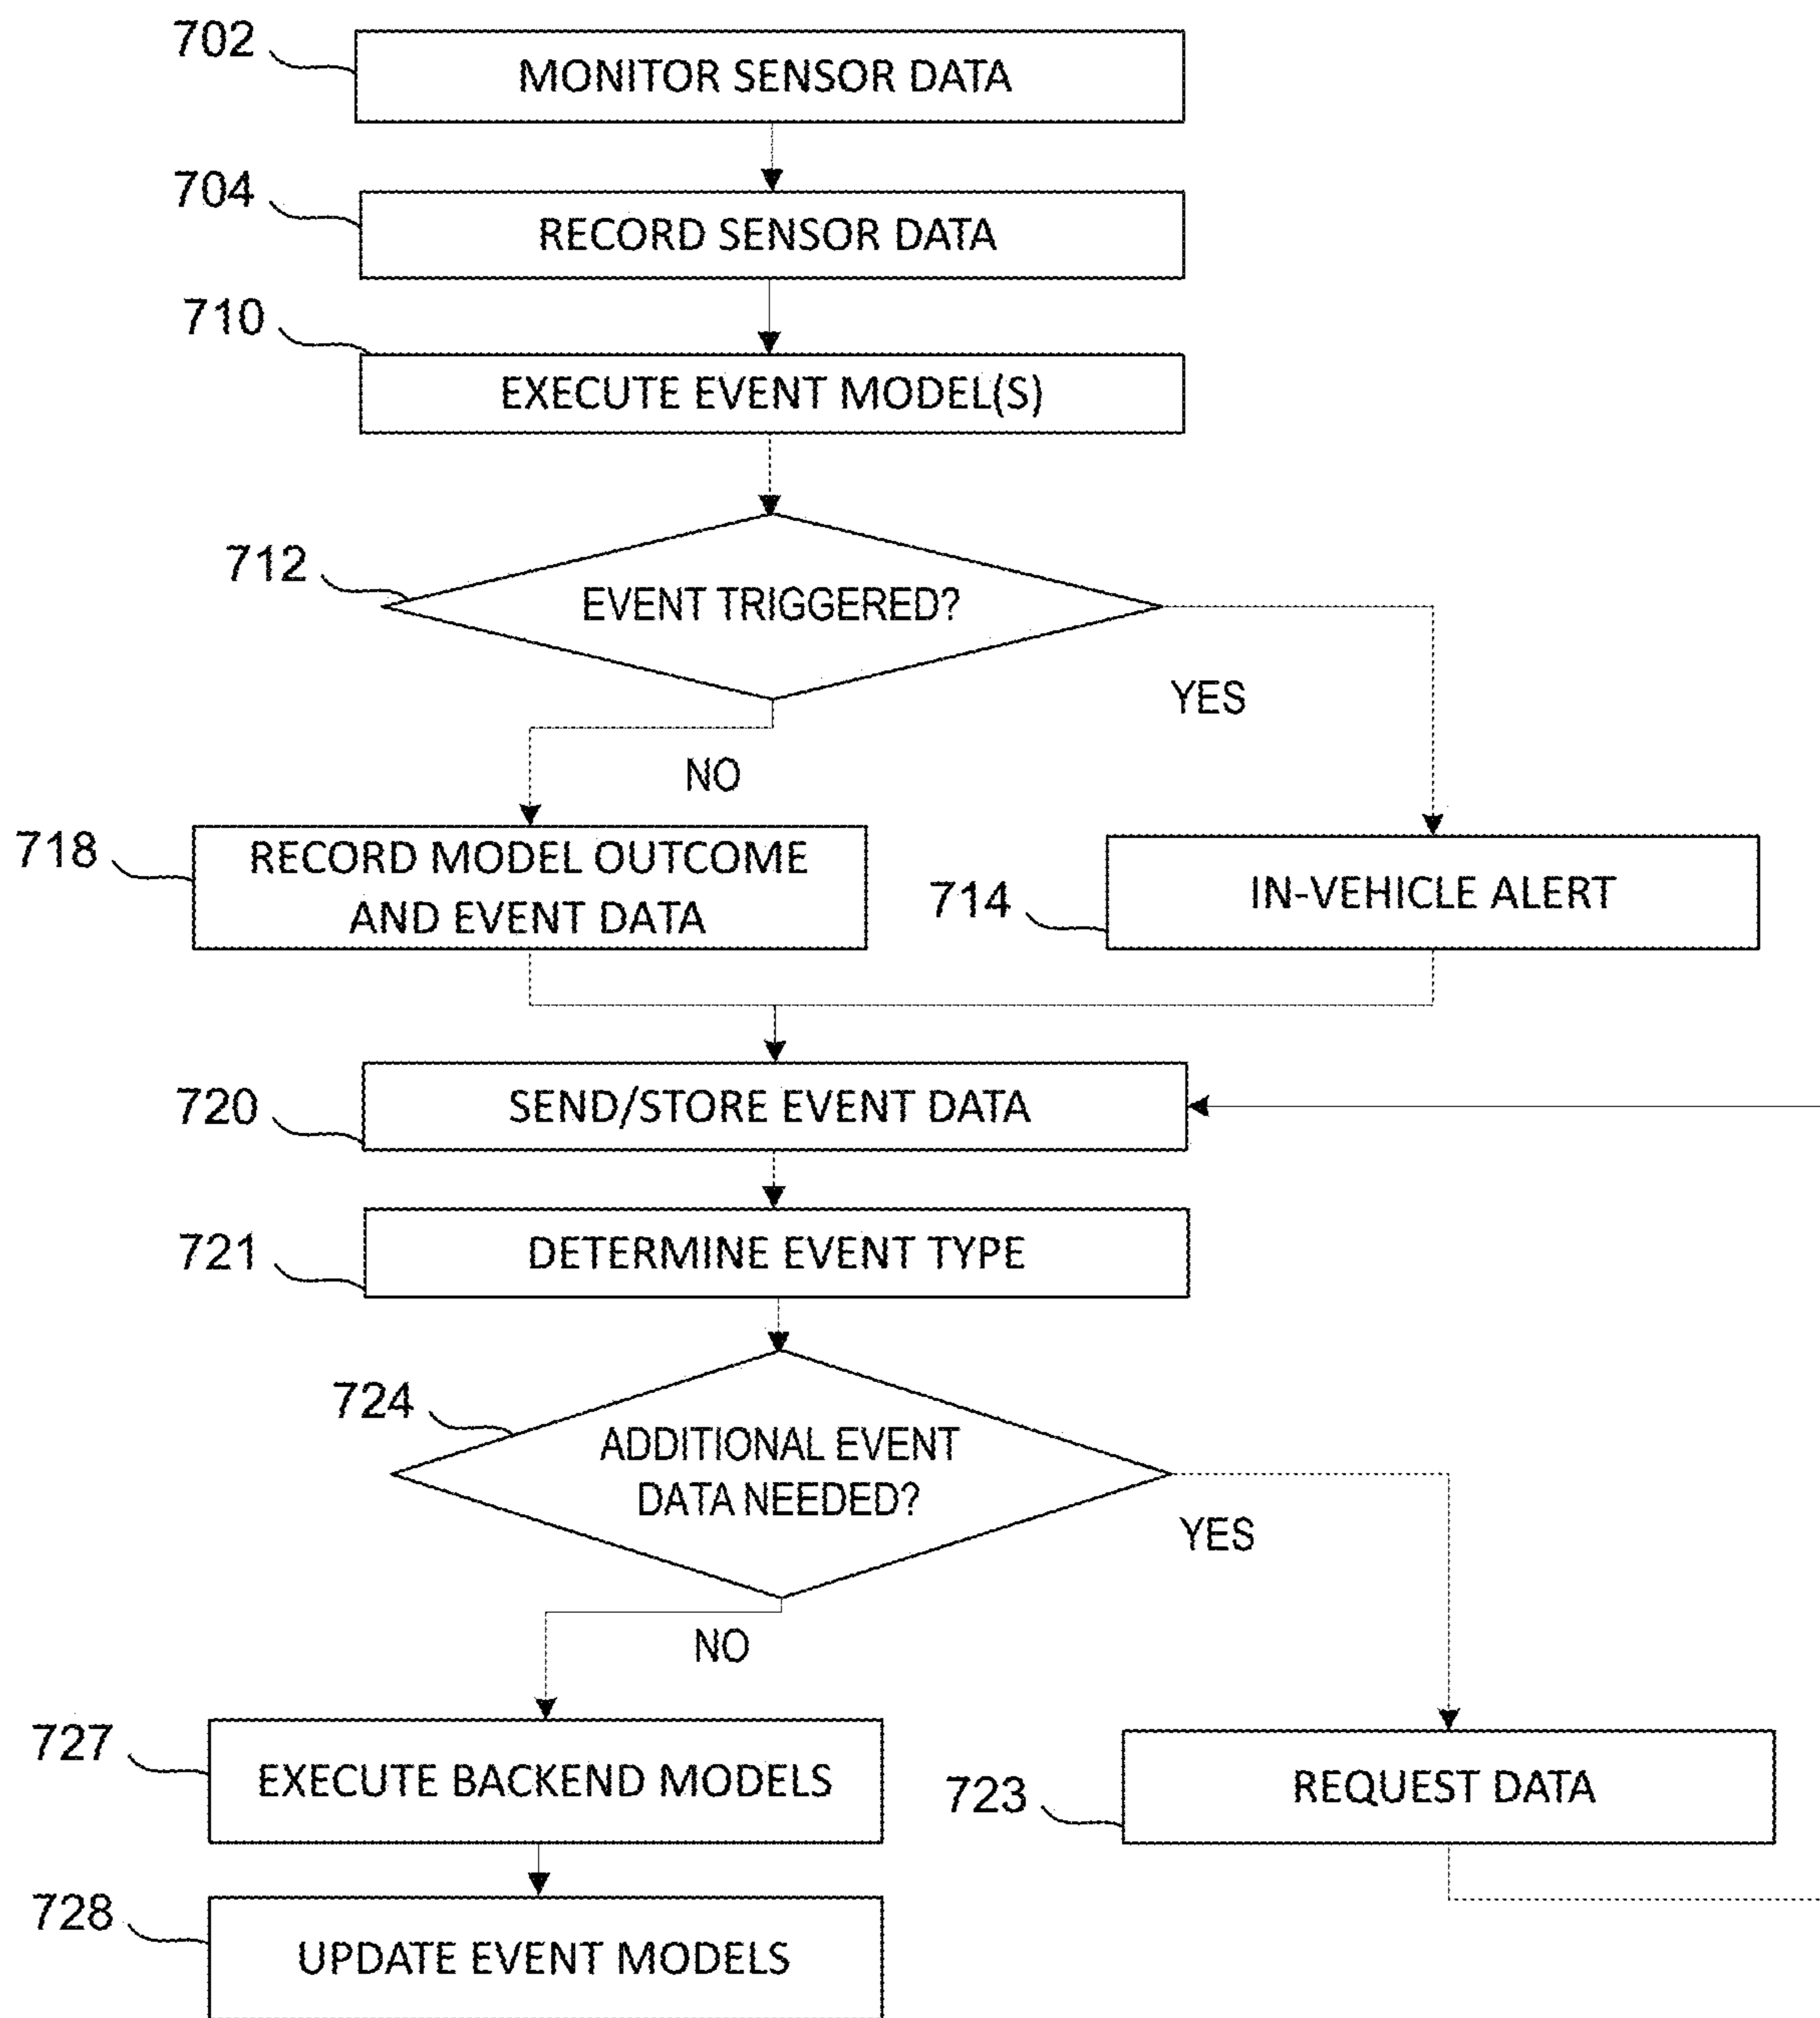 702
MONITOR SENSOR DATA
704
RECORD SENSOR DATA
710
EXECUTE EVENT MODEL(S)
712
EVENT TRIGGERED?
YES
NO
718
RECORD MODEL OUTCOME
AND EVENT DATA
714
IN-VEHICLE ALERT
720
SEND/STORE EVENT DATA
721
DETERMINE EVENT TYPE
724
ADDITIONAL EVENT
DATA NEEDED?
YES
NO
727
EXECUTE BACKEND MODELS
723
REQUEST DATA
728
UPDATE EVENT MODELS